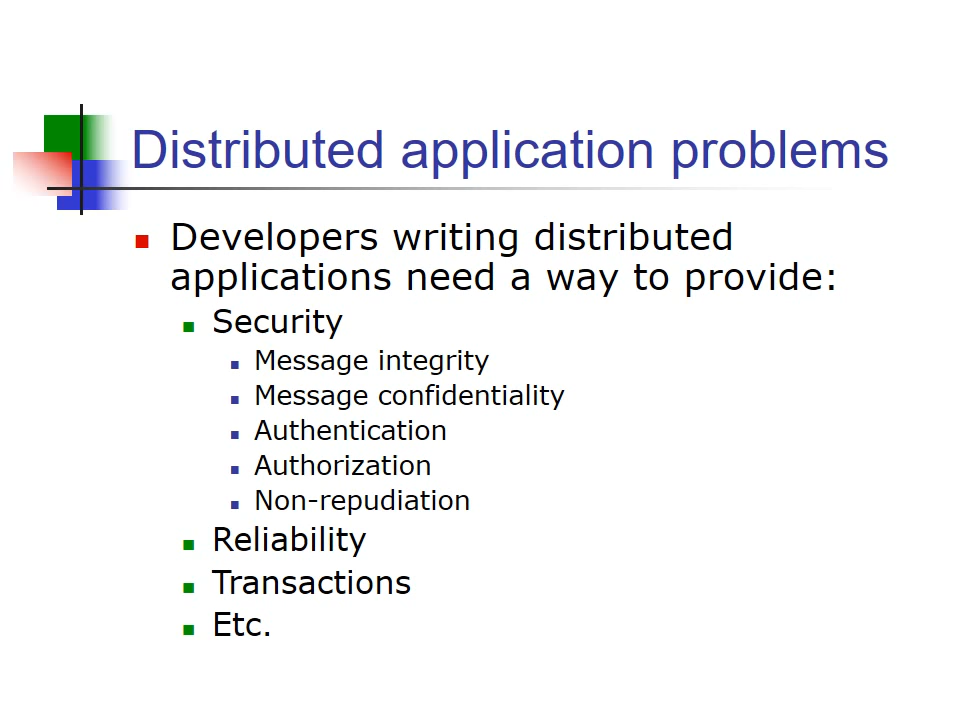 Distributed application problems
Developers writing distributed
applications need a way to provide:
Security
Message integrity
Message confidentiality
Authentication
Authorization
Non-repudiation
Reliability
Transactions
Etc.